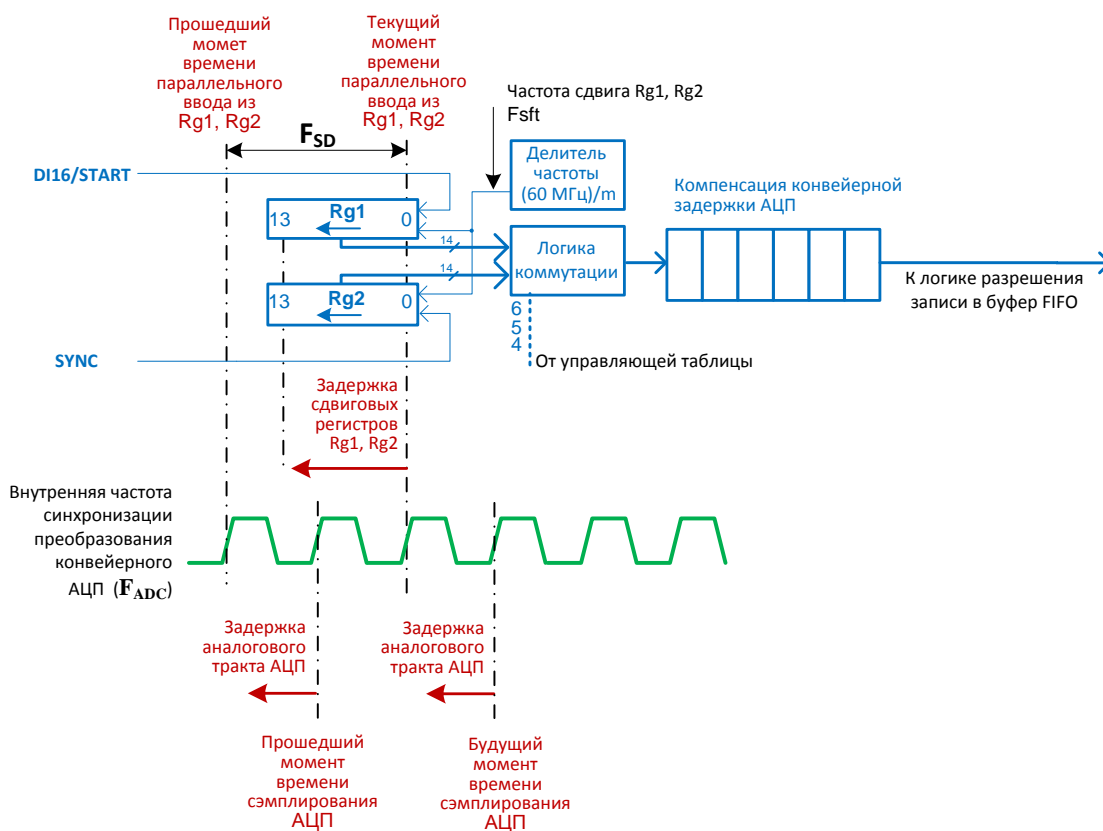 Прошедший
момет
времени
параллельного
ввода из
Rg1, Rg2
Текущий
момент
времени
параллельного
ввода из
Rg1, Rg2
Частота сдвига Rg1, Rg2
Fsft
FSD
DI16/START
Делитель
частоты
(60 МГц)/m
Компенсация конвейерной
задержки АЦП
13 Rg1 0
14
Логика
коммутации
14
13 Rg2 0
К логике разрешения
записи в буфер FIFO
6
5
4
SYNC
От управляющей таблицы
Задержка
сдвиговых
регистров
Rg1, Rg2
Внутренняя частота
синхронизации
преобразования
конвейерного
АЦП (FADC)
Задержка
аналогового
тракта АЦП
Задержка
аналогового
тракта АЦП
Прошедший
момент
времени
сэмплирования
АЦП
Будущий
момент
времени
сэмплирования
АЦП